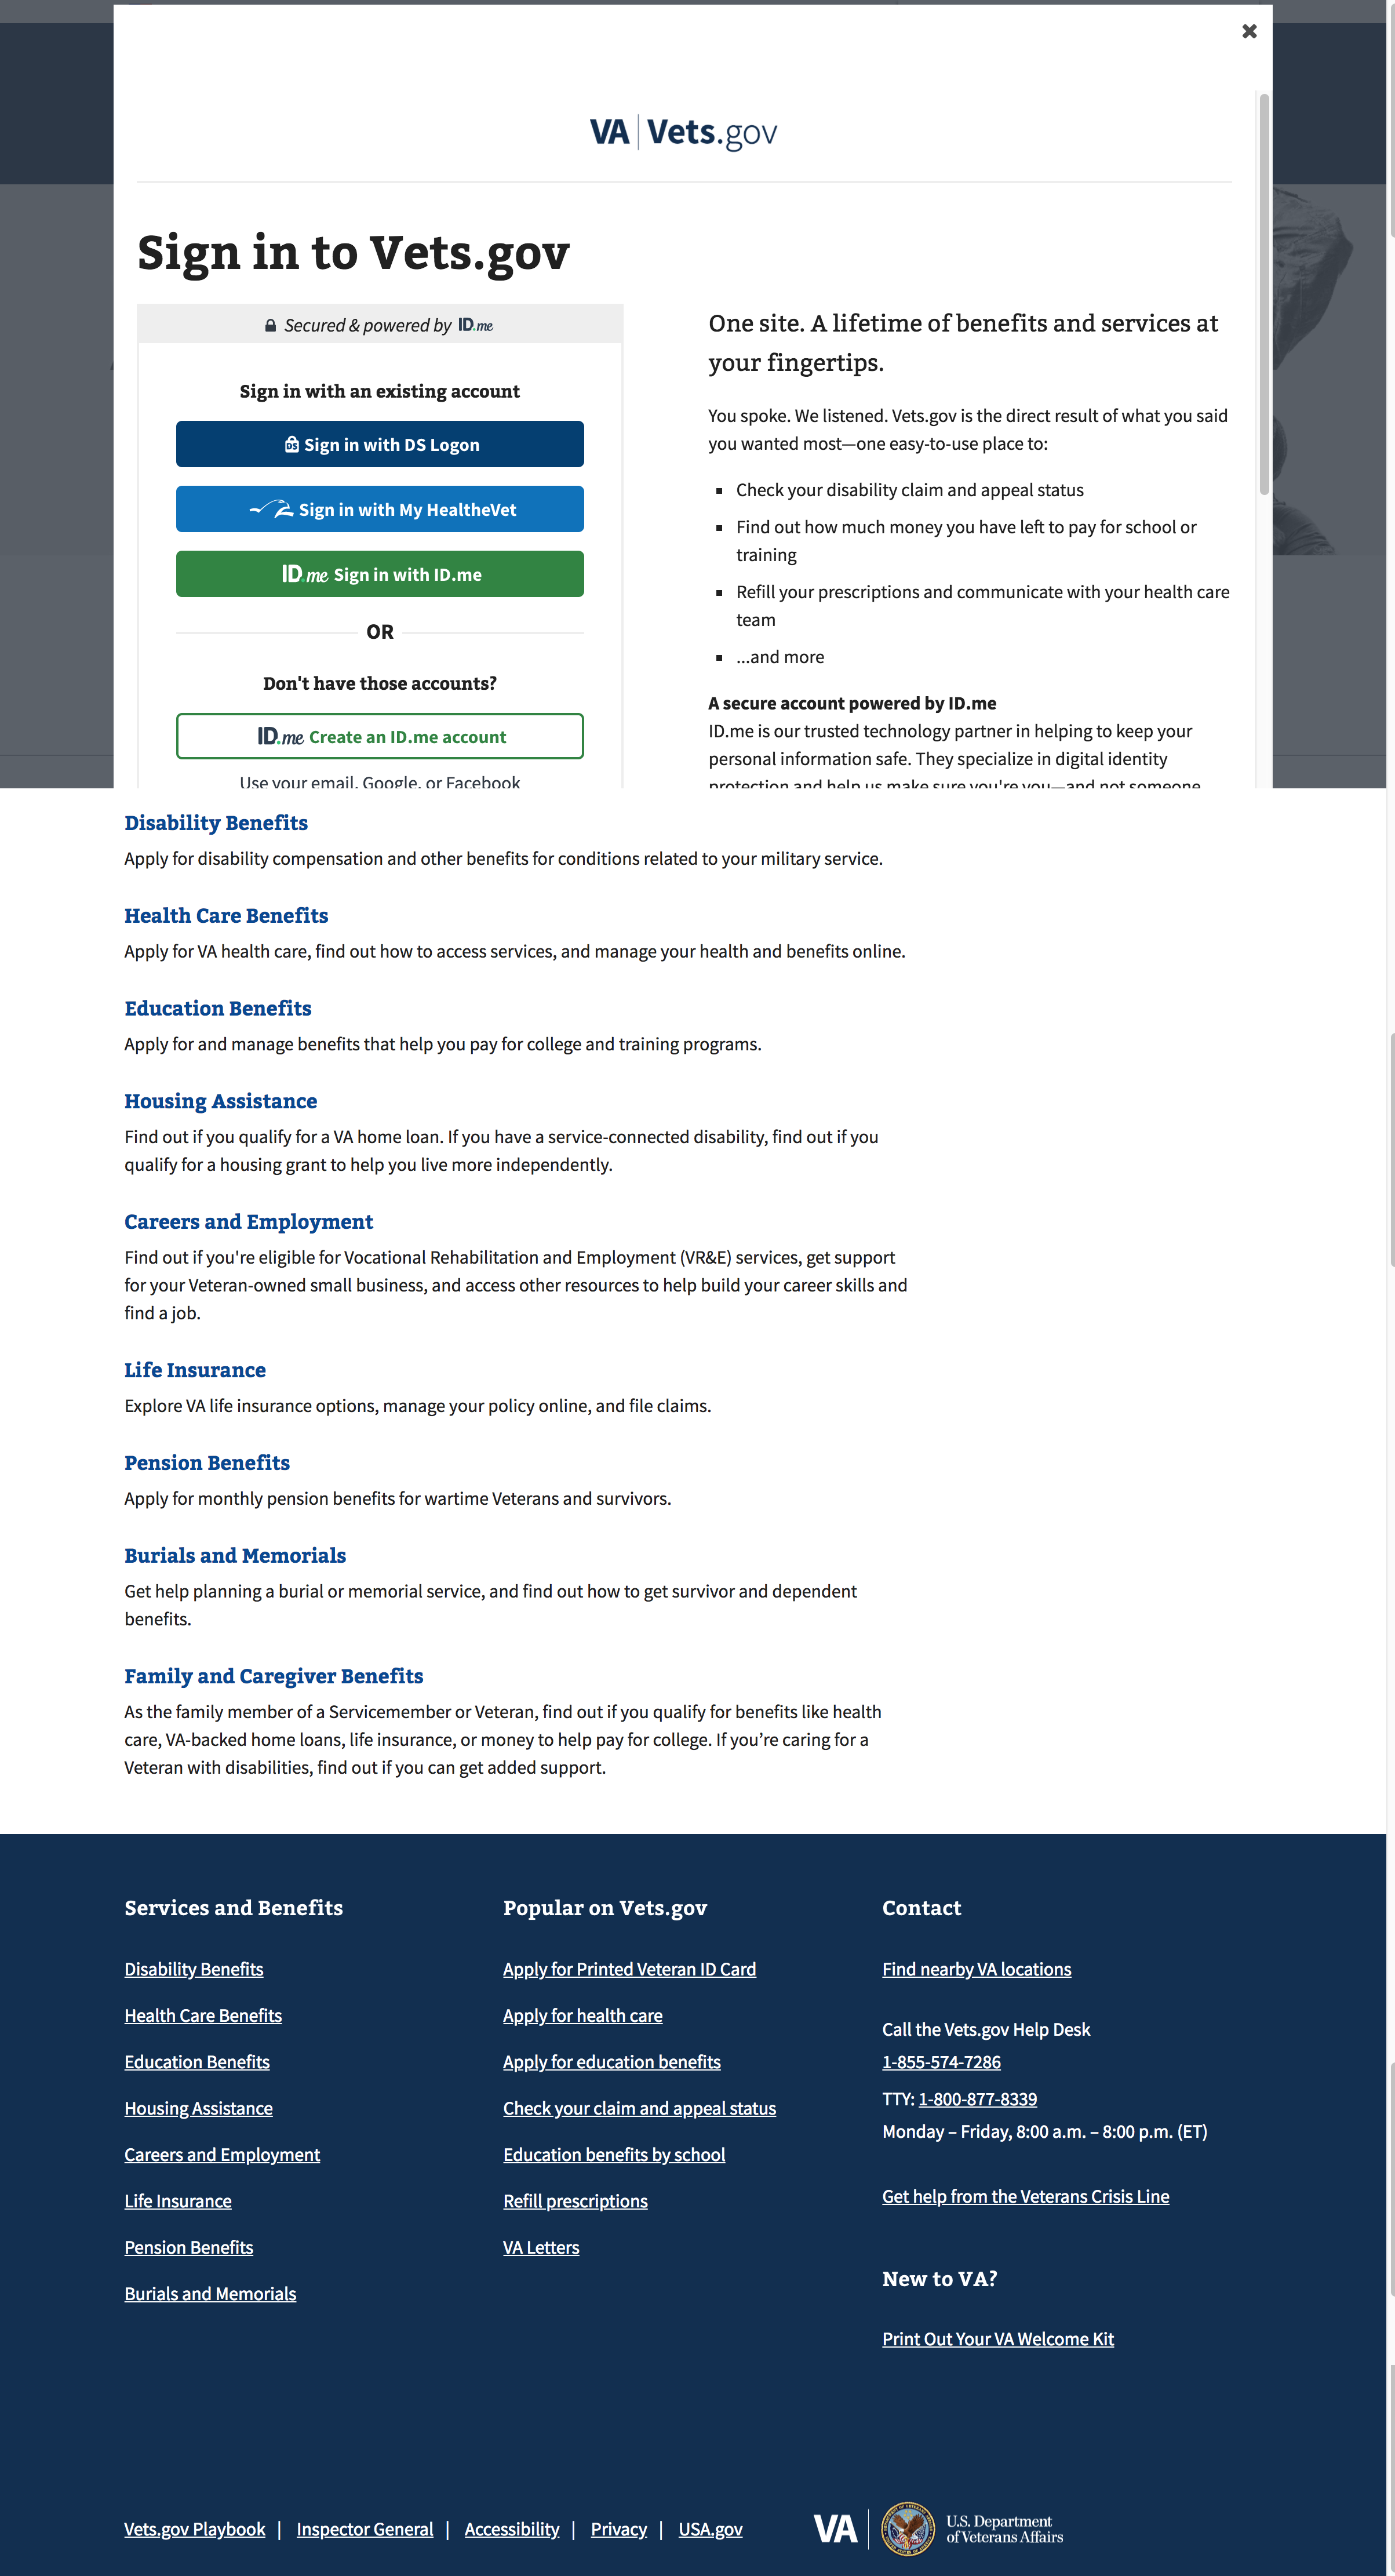 VA | Vets.gov
Sign in to Vets.gov
Secured & powered by ID.me
Sign in with an existing account
DS Sign in with DS Logon
Sign in with My HealtheVet
ID.me Sign in with ID.me
OR
Don't have those accounts?
ID.me Create an ID.me account
Use your email, Google, or Facebook
One site. A lifetime of benefits and services at
your fingertips.
You spoke. We listened. Vets.gov is the direct result of what you said
you wanted most—one easy-to-use place to:
Check your disability claim and appeal status
Find out how much money you have left to pay for school or
training
Refill your prescriptions and communicate with your health care
team
...and more
A secure account powered by ID.me
ID.me is our trusted technology partner in helping to keep your
personal information safe. They specialize in digital identity
protection and help us make sure you're you—and not someone
Disability Benefits
Apply for disability compensation and other benefits for conditions related to your military service.
Health Care Benefits
Apply for VA health care, find out how to access services, and manage your health and benefits online.
Education Benefits
Apply for and manage benefits that help you pay for college and training programs.
Housing Assistance
Find out if you qualify for a VA home loan. If you have a service-connected disability, find out if you
qualify for a housing grant to help you live more independently.
Careers and Employment
Find out if you're eligible for Vocational Rehabilitation and Employment (VR&E) services, get support
for your Veteran-owned small business, and access other resources to help build your career skills and
find a job.
Life Insurance
Explore VA life insurance options, manage your policy online, and file claims.
Pension Benefits
Apply for monthly pension benefits for wartime Veterans and survivors.
Burials and Memorials
Get help planning a burial or memorial service, and find out how to get survivor and dependent
benefits.
Family and Caregiver Benefits
As the family member of a Servicemember or Veteran, find out if you qualify for benefits like health
care, VA-backed home loans, life insurance, or money to help pay for college. If you’re caring for a
Veteran with disabilities, find out if you can get added support.
Services and Benefits
Disability Benefits
Health Care Benefits
Education Benefits
Housing Assistance
Careers and Employment
Life Insurance
Pension Benefits
Burials and Memorials
Popular on Vets.gov
Apply for Printed Veteran ID Card
Apply for health care
Apply for education benefits
Check your claim and appeal status
Education benefits by school
Refill prescriptions
VA Letters
Contact
Find nearby VA locations
Call the Vets.gov Help Desk
1-855-574-7286
TTY: 1-800-877-8339
Monday – Friday, 8:00 a.m. – 8:00 p.m. (ET)
Get help from the Veterans Crisis Line
New to VA?
Print Out Your VA Welcome Kit
Vets.gov Playbook | Inspector General | Accessibility | Privacy | USA.gov
VA | U.S. Department
of Veterans Affairs